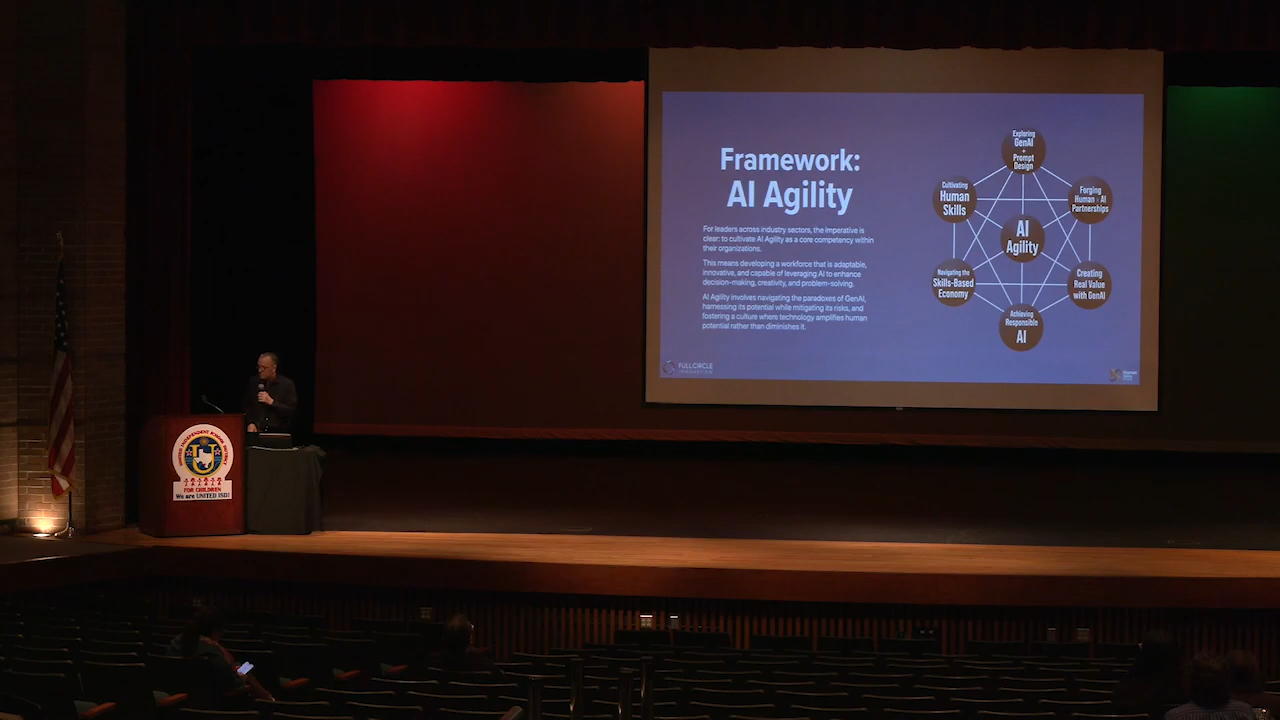 Framework:
AI Agility
For leaders across industry sectors, the imperative is
clear: to cultivate AI Agility as a core competency within
their organizations.
This means developing a workforce that is adaptable,
innovative, and capable of leveraging AI to enhance
decision-making, creativity, and problem-solving.
AI Agility involves navigating the paradoxes of GenAI,
harnessing its potential while mitigating its risks, and
fostering a culture where technology amplifies human
potential rather than diminishes it.
Exploring
GenAI
+
Prompt
Design
Cultivating
Human
Skills
Forging
Human × AI
Partnerships
AI
Agility
Navigating the
Skills-Based
Economy
Creating
Real Value
with GenAI
Achieving
Responsible
AI
FULL CIRCLE
UNITED INDEPENDENT SCHOOL DISTRICT
U
FOR CHILDREN
We are UNITED ISD!